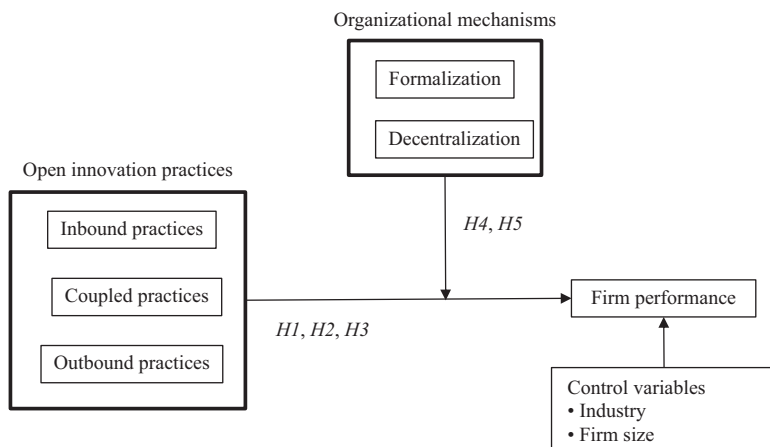 Organizational mechanisms
Formalization
Decentralization
Open innovation practices
Inbound practices
H4, H5
Coupled practices
Firm performance
H1, H2, H3
Outbound practices
Control variables
• Industry
• Firm size